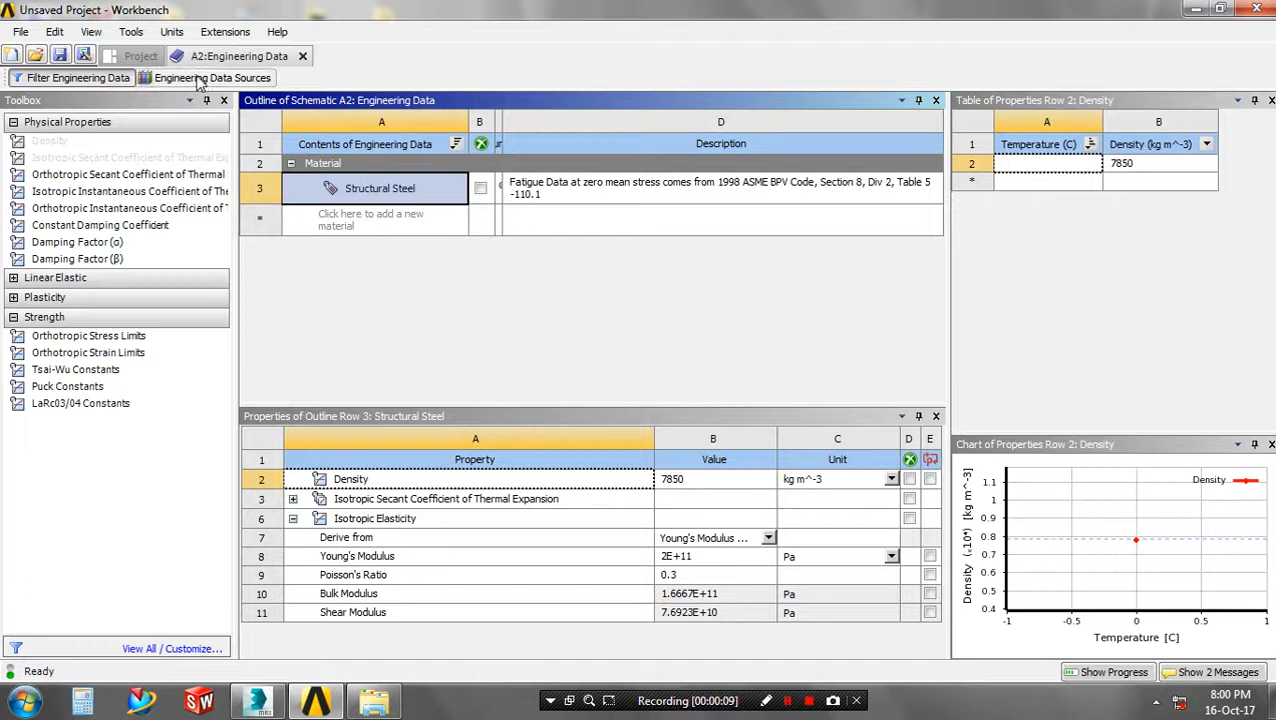 Unsaved Project - Workbench
File Edit View Tools Units Extensions Help
Project A2:Engineering Data
Filter Engineering Data Engineering Data Sources
Toolbox
Physical Properties
Density
Isotropic Secant Coefficient of Thermal Ex
Orthotropic Secant Coefficient of Thermal
Isotropic Instantaneous Coefficient of The
Orthotropic Instantaneous Coefficient of T
Constant Damping Coefficient
Damping Factor (α)
Damping Factor (β)
Linear Elastic
Plasticity
Strength
Orthotropic Stress Limits
Orthotropic Strain Limits
Tsai-Wu Constants
Puck Constants
LaRc03/04 Constants
View All / Customize...
Outline of Schematic A2: Engineering Data
A B D
1 Contents of Engineering Data Description
2 Material
3 Structural Steel Fatigue Data at zero mean stress comes from 1998 ASME BPV Code, Section 8, Div 2, Table 5
-110.1
* Click here to add a new
material
Properties of Outline Row 3: Structural Steel
A B C D E
1 Property Value Unit
2 Density 7850 kg m^-3
3 Isotropic Secant Coefficient of Thermal Expansion
6 Isotropic Elasticity
7 Derive from Young's Modulus ...
8 Young's Modulus 2E+11 Pa
9 Poisson's Ratio 0.3
10 Bulk Modulus 1.6667E+11 Pa
11 Shear Modulus 7.6923E+10 Pa
Table of Properties Row 2: Density
A B
1 Temperature (C) Density (kg m^-3)
2 7850
*
Chart of Properties Row 2: Density
Density
1.1
1
0.9
0.8
0.7
0.6
0.5
0.4
Density (.10⁴) [kg m^-3]
-1 -0.5 0 0.5 1
Temperature [C]
Ready Show Progress Show 2 Messages
SW
max
Recording [00:00:09]
8:00 PM
16-Oct-17